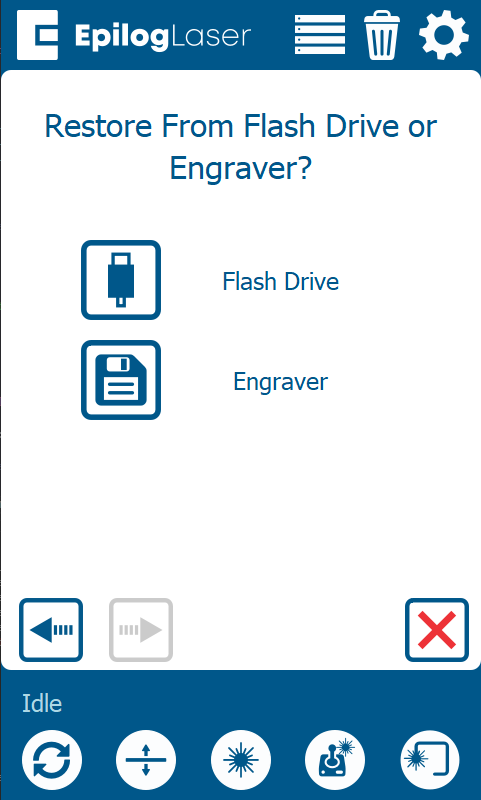 EpilogLaser
Restore From Flash Drive or
Engraver?
Flash Drive
Engraver
Idle